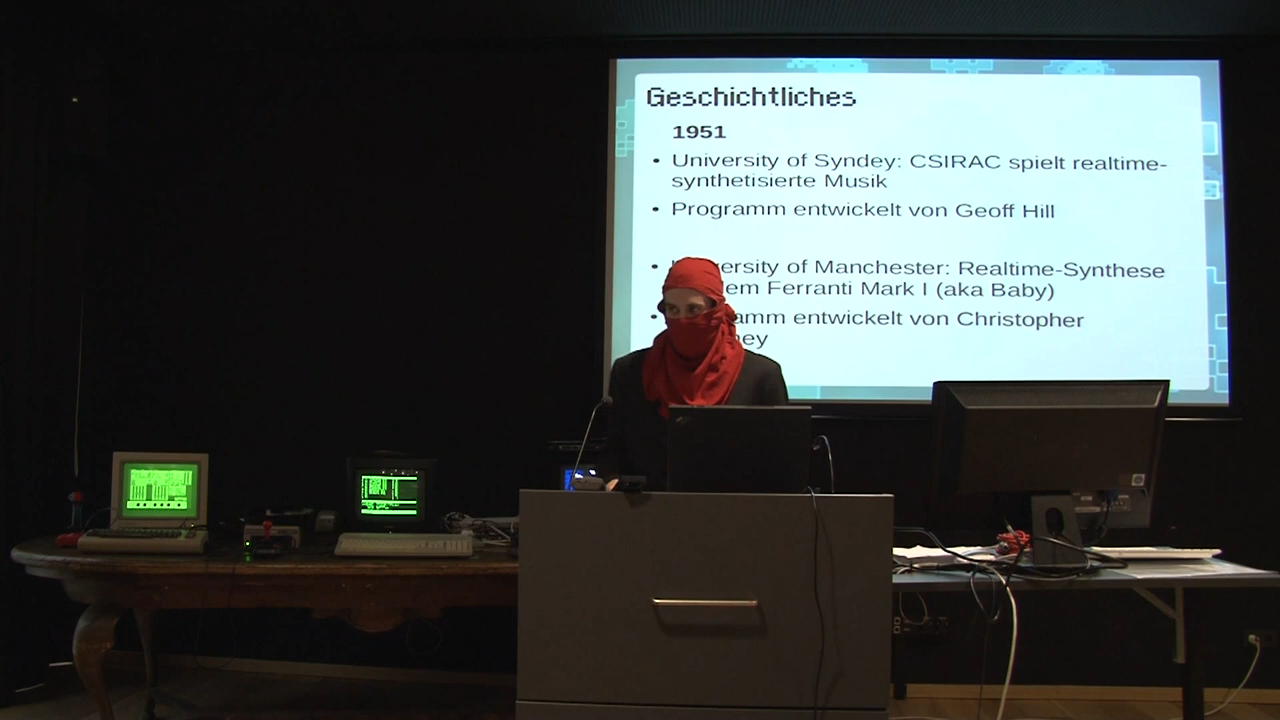 Geschichtliches
1951
• University of Syndey: CSIRAC spielt realtime-
synthetisierte Musik
• Programm entwickelt von Geoff Hill
• ersity of Manchester: Realtime-Synthese
em Ferranti Mark I (aka Baby)
• amm entwickelt von Christopher
ey